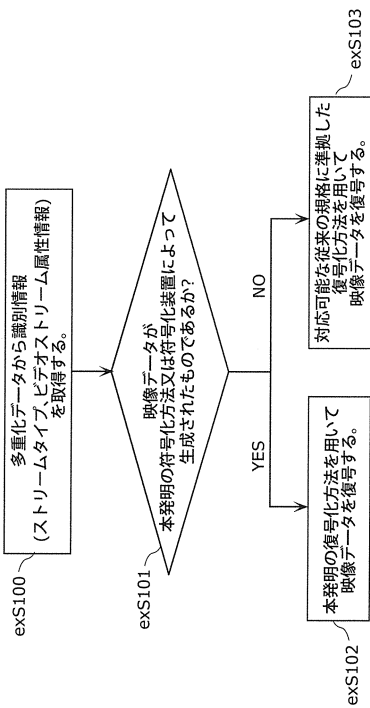 exS100
多重化データから識別情報
(ストリームタイプ、ビデオストリーム属性情報)
を取得する。
exS101
映像データが
本発明の符号化方法又は符号化装置によって
生成されたものであるか?
YES
NO
exS102
本発明の復号化方法を用いて
映像データを復号する。
exS103
対応可能な従来の規格に準拠した
復号化方法を用いて
映像データを復号する。